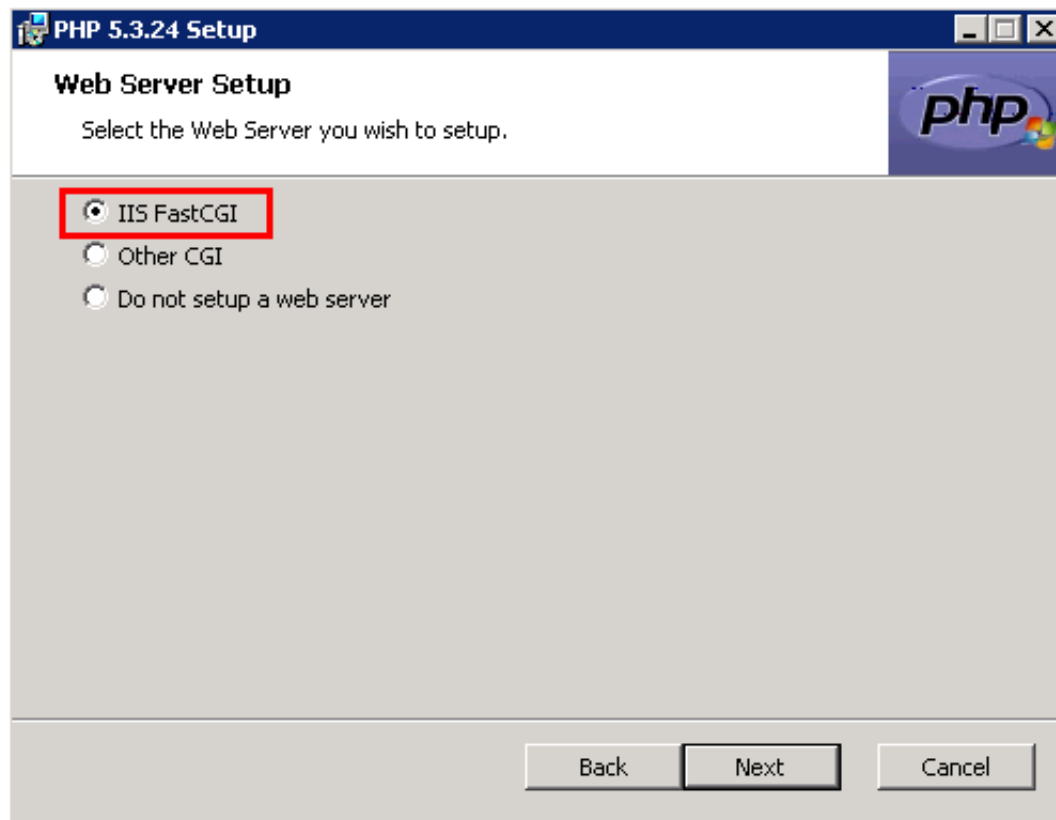 PHP 5.3.24 Setup
Web Server Setup
Select the Web Server you wish to setup.
php
IIS FastCGI
Other CGI
Do not setup a web server
Back Next Cancel